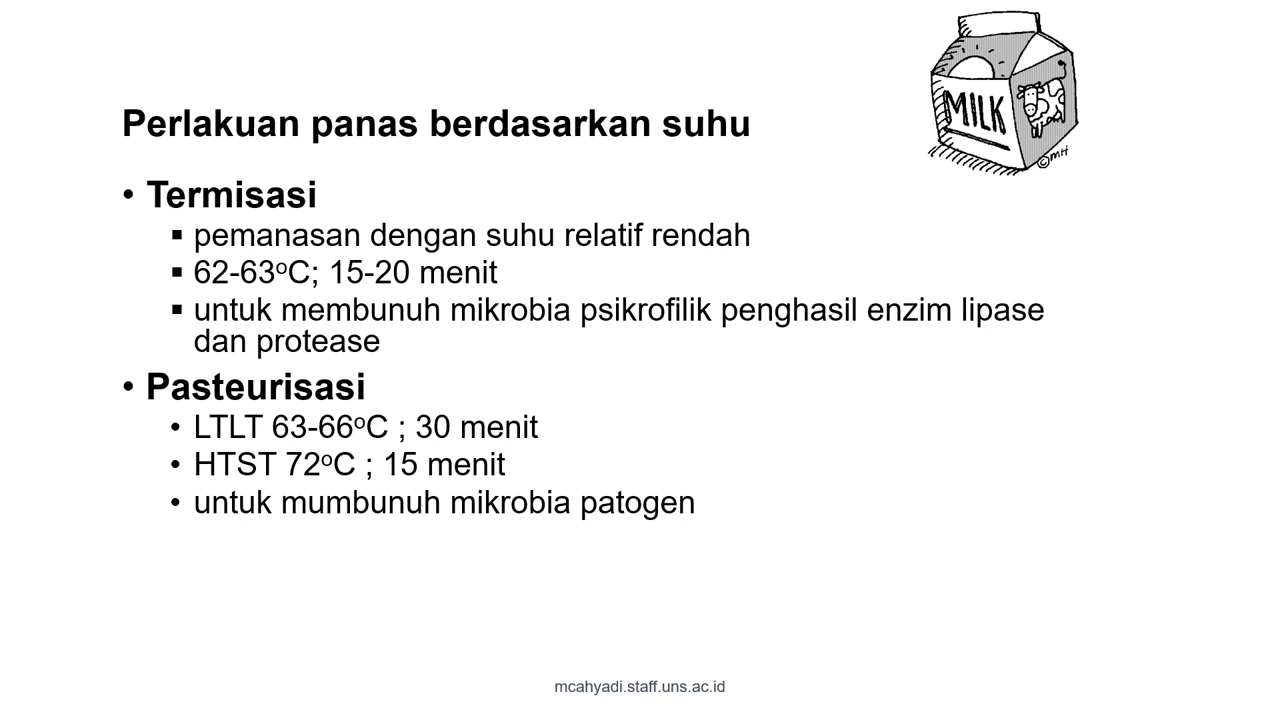 MILK
©MH
Perlakuan panas berdasarkan suhu
• Termisasi
▪ pemanasan dengan suhu relatif rendah
▪ 62-63ºC; 15-20 menit
▪ untuk membunuh mikrobia psikrofilik penghasil enzim lipase
dan protease
• Pasteurisasi
• LTLT 63-66ºC ; 30 menit
• HTST 72ºC ; 15 menit
• untuk mumbunuh mikrobia patogen
mcahyadi.staff.uns.ac.id